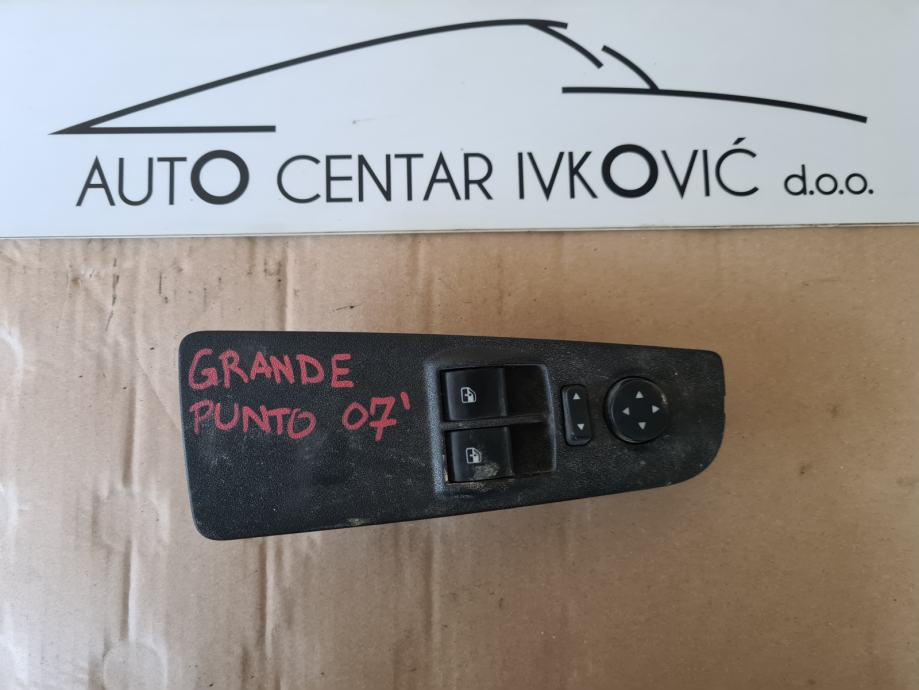 AUTO CENTAR IVKOVIĆ d.o.o.
GRANDE
PUNTO 07'